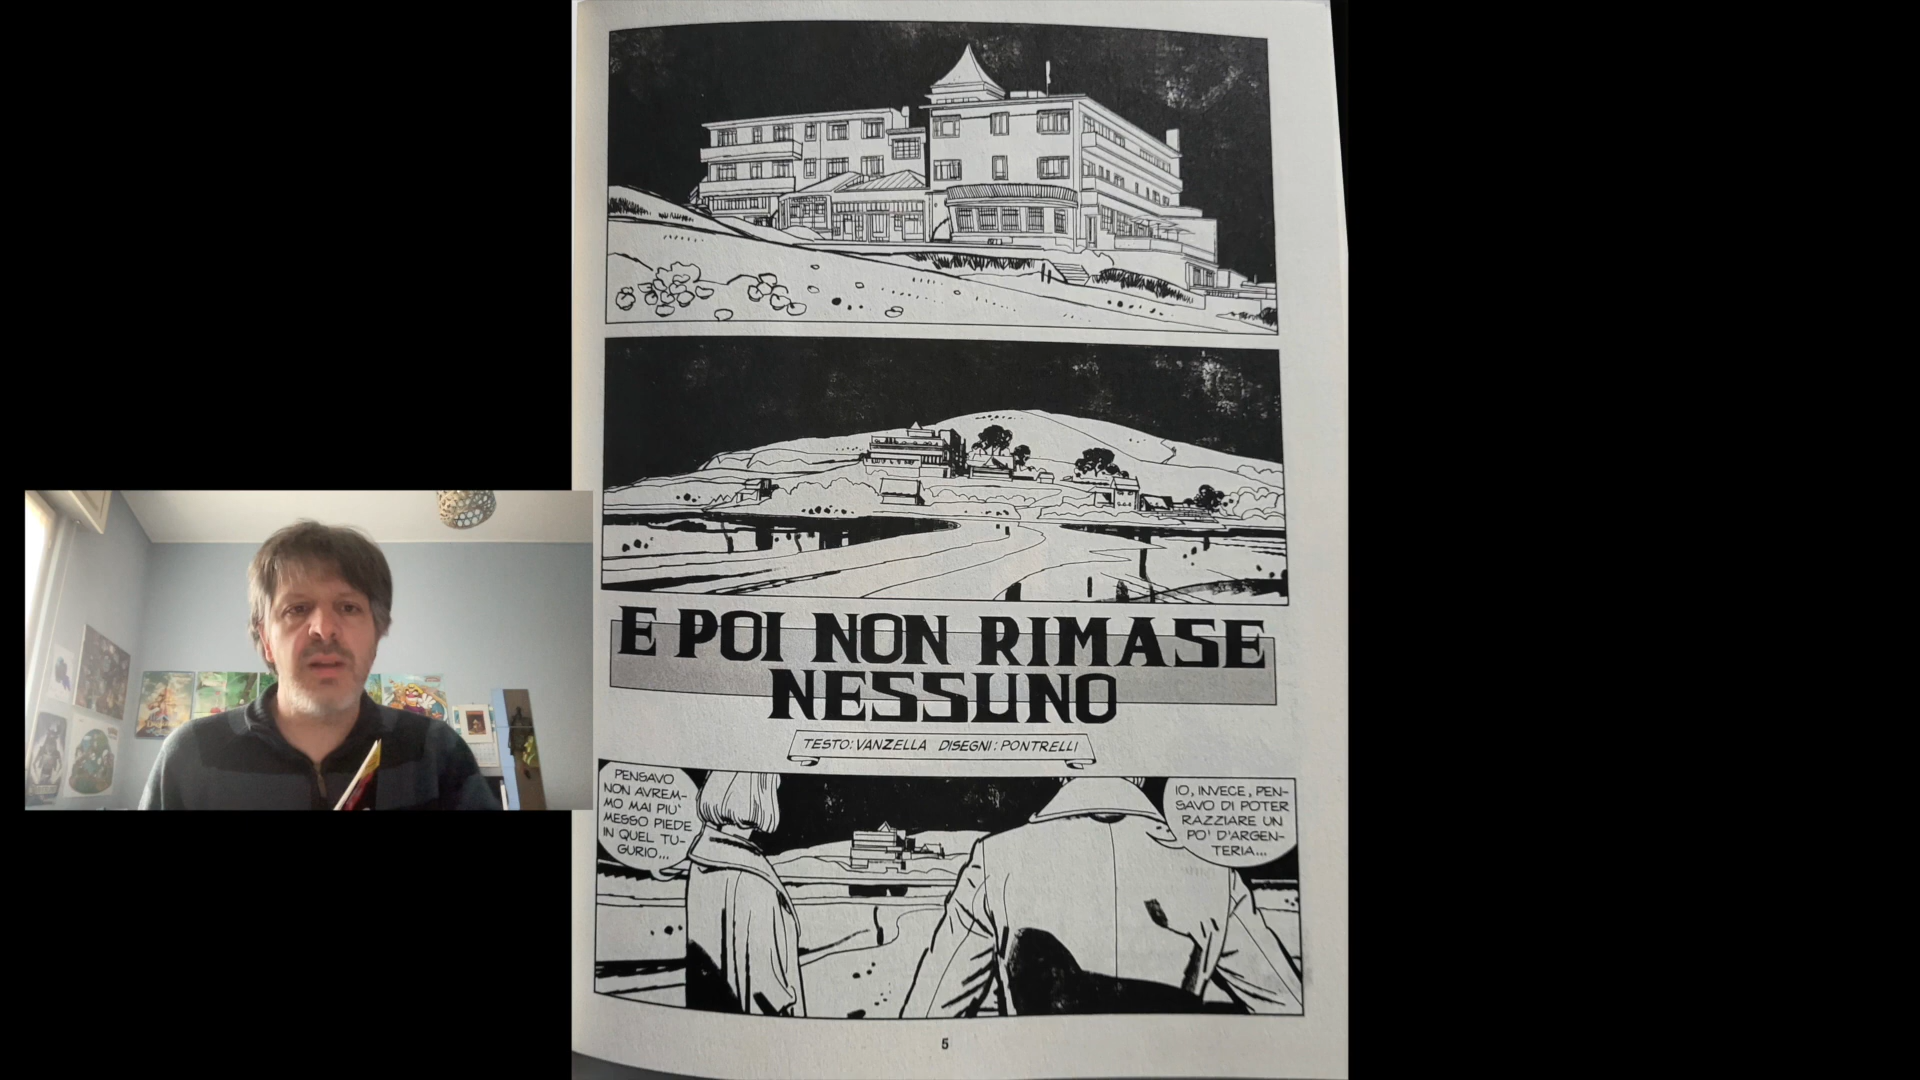 E POI NON RIMASE
NESSUNO
TESTO: VANZELLA DISEGNI: PONTRELLI
PENSAVO
NON AVREM-
MO MAI PIU'
MESSO PIEDE
IN QUEL TU-
GURIO...
IO, INVECE, PEN-
SAVO DI POTER
RAZZIARE UN
PO' D'ARGEN-
TERIA...
5